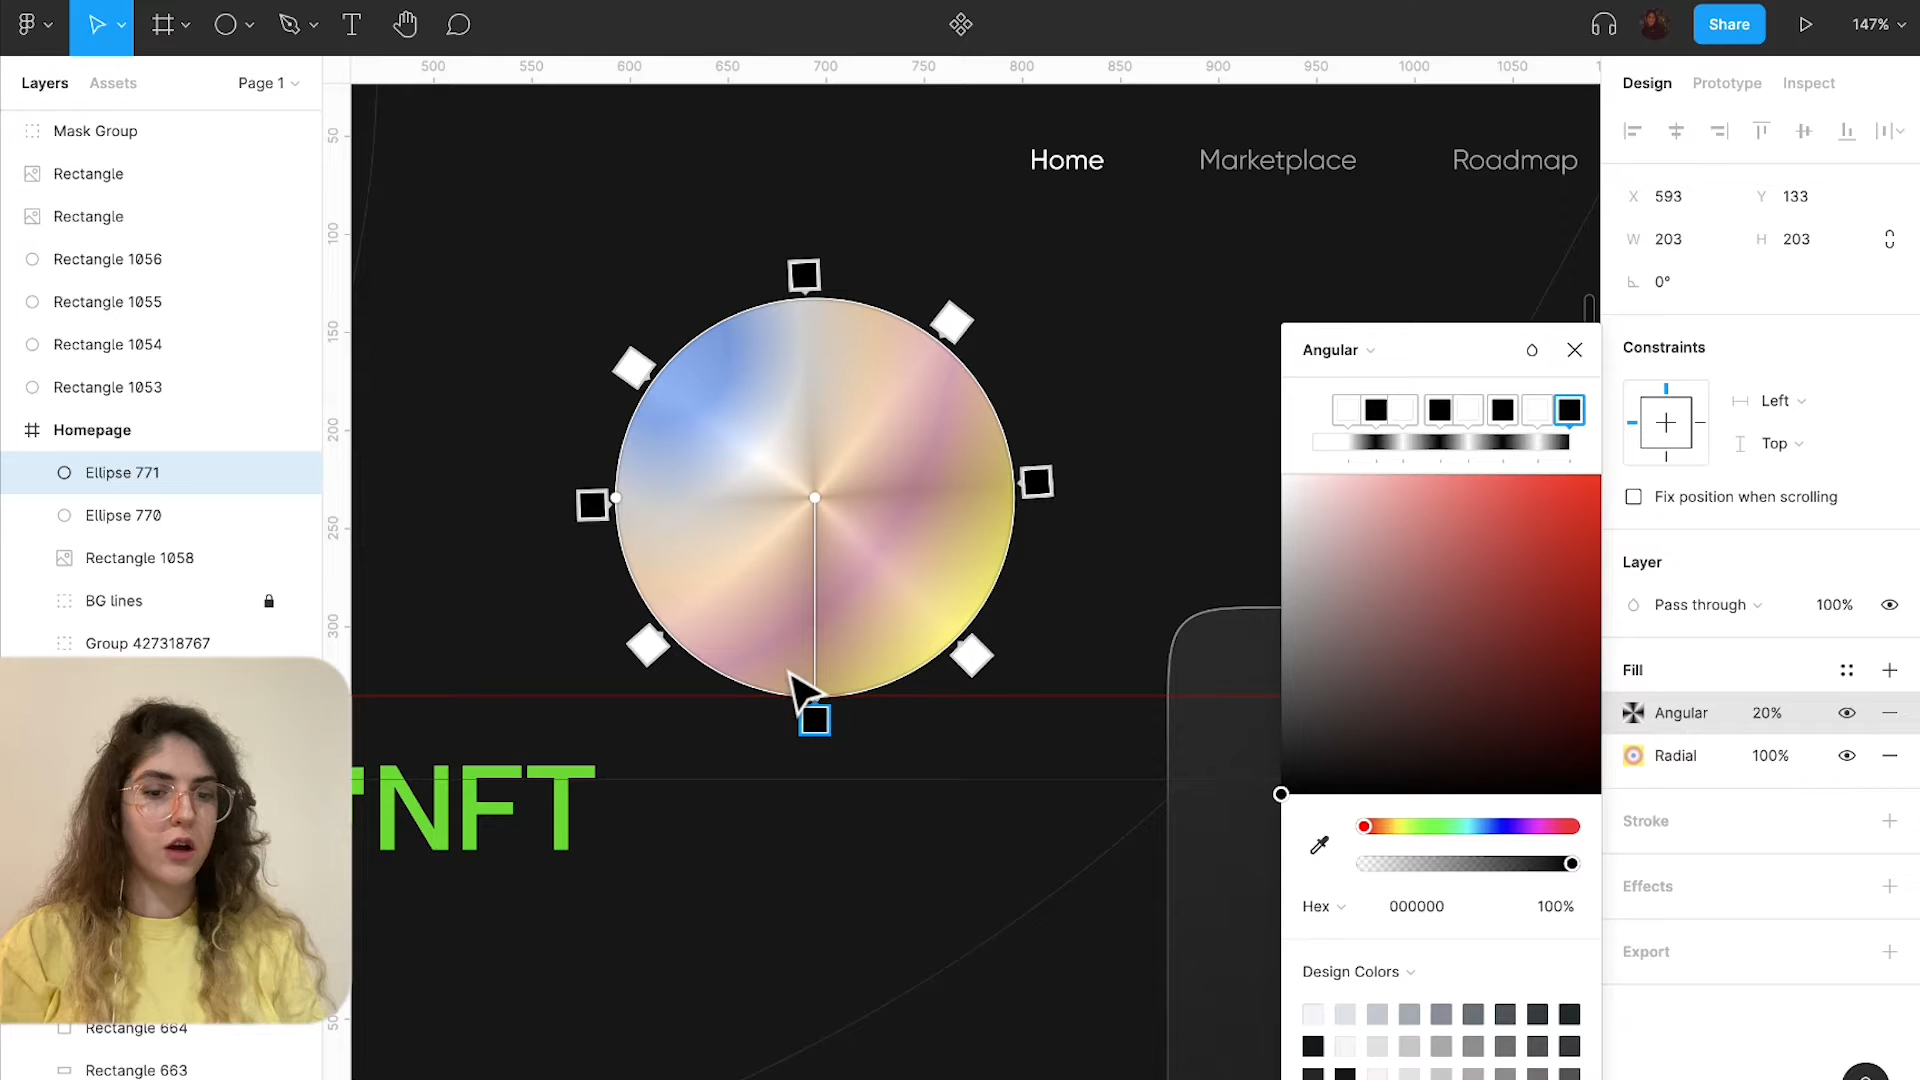 Share
147%
Layers
Assets
Page 1
500
550
600
650
700
750
800
850
900
950
1000
1050
Design
Prototype
Inspect
Mask Group
Rectangle
Rectangle
Rectangle 1056
Rectangle 1055
Rectangle 1054
Rectangle 1053
Homepage
Ellipse 771
Ellipse 770
Rectangle 1058
BG lines
Group 427318767
Rectangle 664
Rectangle 663
50
100
150
200
250
300
Home
Marketplace
Roadmap
NFT
Angular
Hex
000000
100%
Design Colors
X 593
Y 133
W 203
H 203
0°
Constraints
Left
Top
Fix position when scrolling
Layer
Pass through
100%
Fill
Angular
20%
Radial
100%
Stroke
Effects
Export